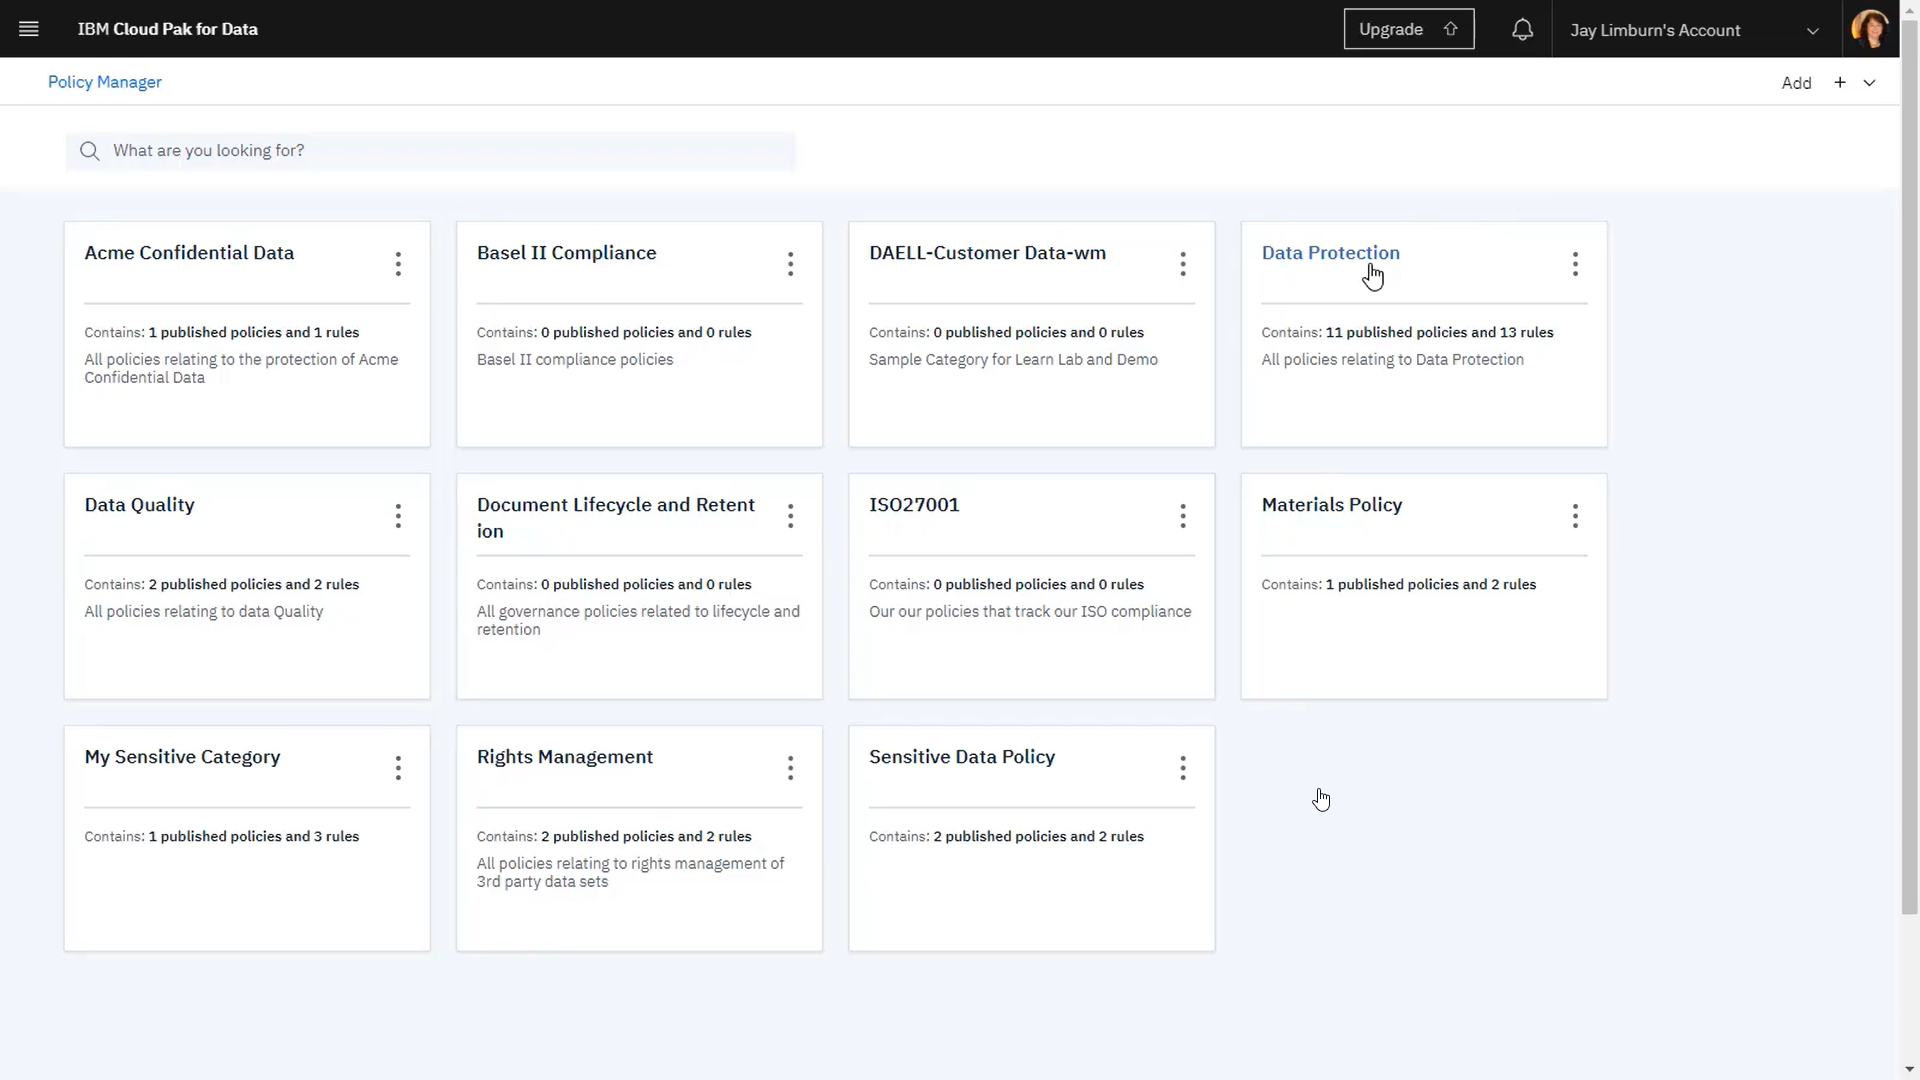 IBM Cloud Pak for Data
Upgrade
Jay Limburn's Account
Policy Manager
Add
What are you looking for?
Acme Confidential Data
Contains: 1 published policies and 1 rules
All policies relating to the protection of Acme
Confidential Data
Basel II Compliance
Contains: 0 published policies and 0 rules
Basel II compliance policies
DAELL-Customer Data-wm
Contains: 0 published policies and 0 rules
Sample Category for Learn Lab and Demo
Data Protection
Contains: 11 published policies and 13 rules
All policies relating to Data Protection
Data Quality
Contains: 2 published policies and 2 rules
All policies relating to data Quality
Document Lifecycle and Retent
ion
Contains: 0 published policies and 0 rules
All governance policies related to lifecycle and
retention
ISO27001
Contains: 0 published policies and 0 rules
Our our policies that track our ISO compliance
Materials Policy
Contains: 1 published policies and 2 rules
My Sensitive Category
Contains: 1 published policies and 3 rules
Rights Management
Contains: 2 published policies and 2 rules
All policies relating to rights management of
3rd party data sets
Sensitive Data Policy
Contains: 2 published policies and 2 rules